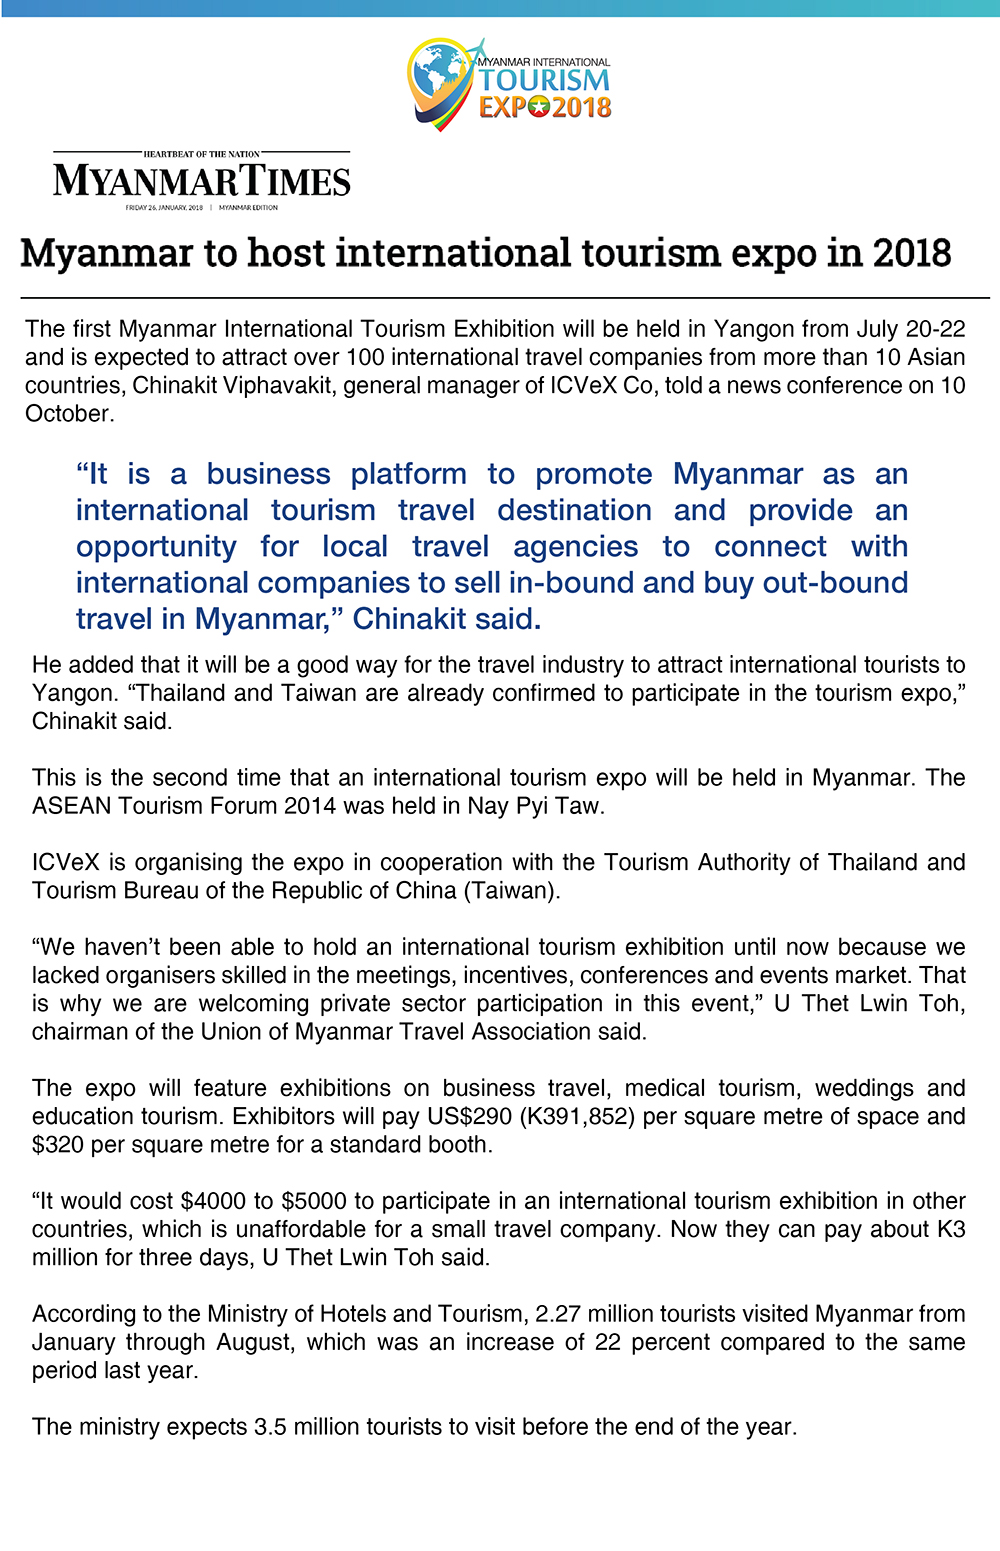 MYANMAR INTERNATIONAL
TOURISM
EXPO2018
HEARTBEAT OF THE NATION
MYANMARTIMES
FRIDAY 26, JANUARY, 2018 | MYANMAR EDITION
Myanmar to host international tourism expo in 2018
The first Myanmar International Tourism Exhibition will be held in Yangon from July 20-22
and is expected to attract over 100 international travel companies from more than 10 Asian
countries, Chinakit Viphavakit, general manager of ICVeX Co, told a news conference on 10
October.
“It is a business platform to promote Myanmar as an
international tourism travel destination and provide an
opportunity for local travel agencies to connect with
international companies to sell in-bound and buy out-bound
travel in Myanmar,” Chinakit said.
He added that it will be a good way for the travel industry to attract international tourists to
Yangon. “Thailand and Taiwan are already confirmed to participate in the tourism expo,”
Chinakit said.
This is the second time that an international tourism expo will be held in Myanmar. The
ASEAN Tourism Forum 2014 was held in Nay Pyi Taw.
ICVeX is organising the expo in cooperation with the Tourism Authority of Thailand and
Tourism Bureau of the Republic of China (Taiwan).
“We haven’t been able to hold an international tourism exhibition until now because we
lacked organisers skilled in the meetings, incentives, conferences and events market. That
is why we are welcoming private sector participation in this event,” U Thet Lwin Toh,
chairman of the Union of Myanmar Travel Association said.
The expo will feature exhibitions on business travel, medical tourism, weddings and
education tourism. Exhibitors will pay US$290 (K391,852) per square metre of space and
$320 per square metre for a standard booth.
“It would cost $4000 to $5000 to participate in an international tourism exhibition in other
countries, which is unaffordable for a small travel company. Now they can pay about K3
million for three days, U Thet Lwin Toh said.
According to the Ministry of Hotels and Tourism, 2.27 million tourists visited Myanmar from
January through August, which was an increase of 22 percent compared to the same
period last year.
The ministry expects 3.5 million tourists to visit before the end of the year.